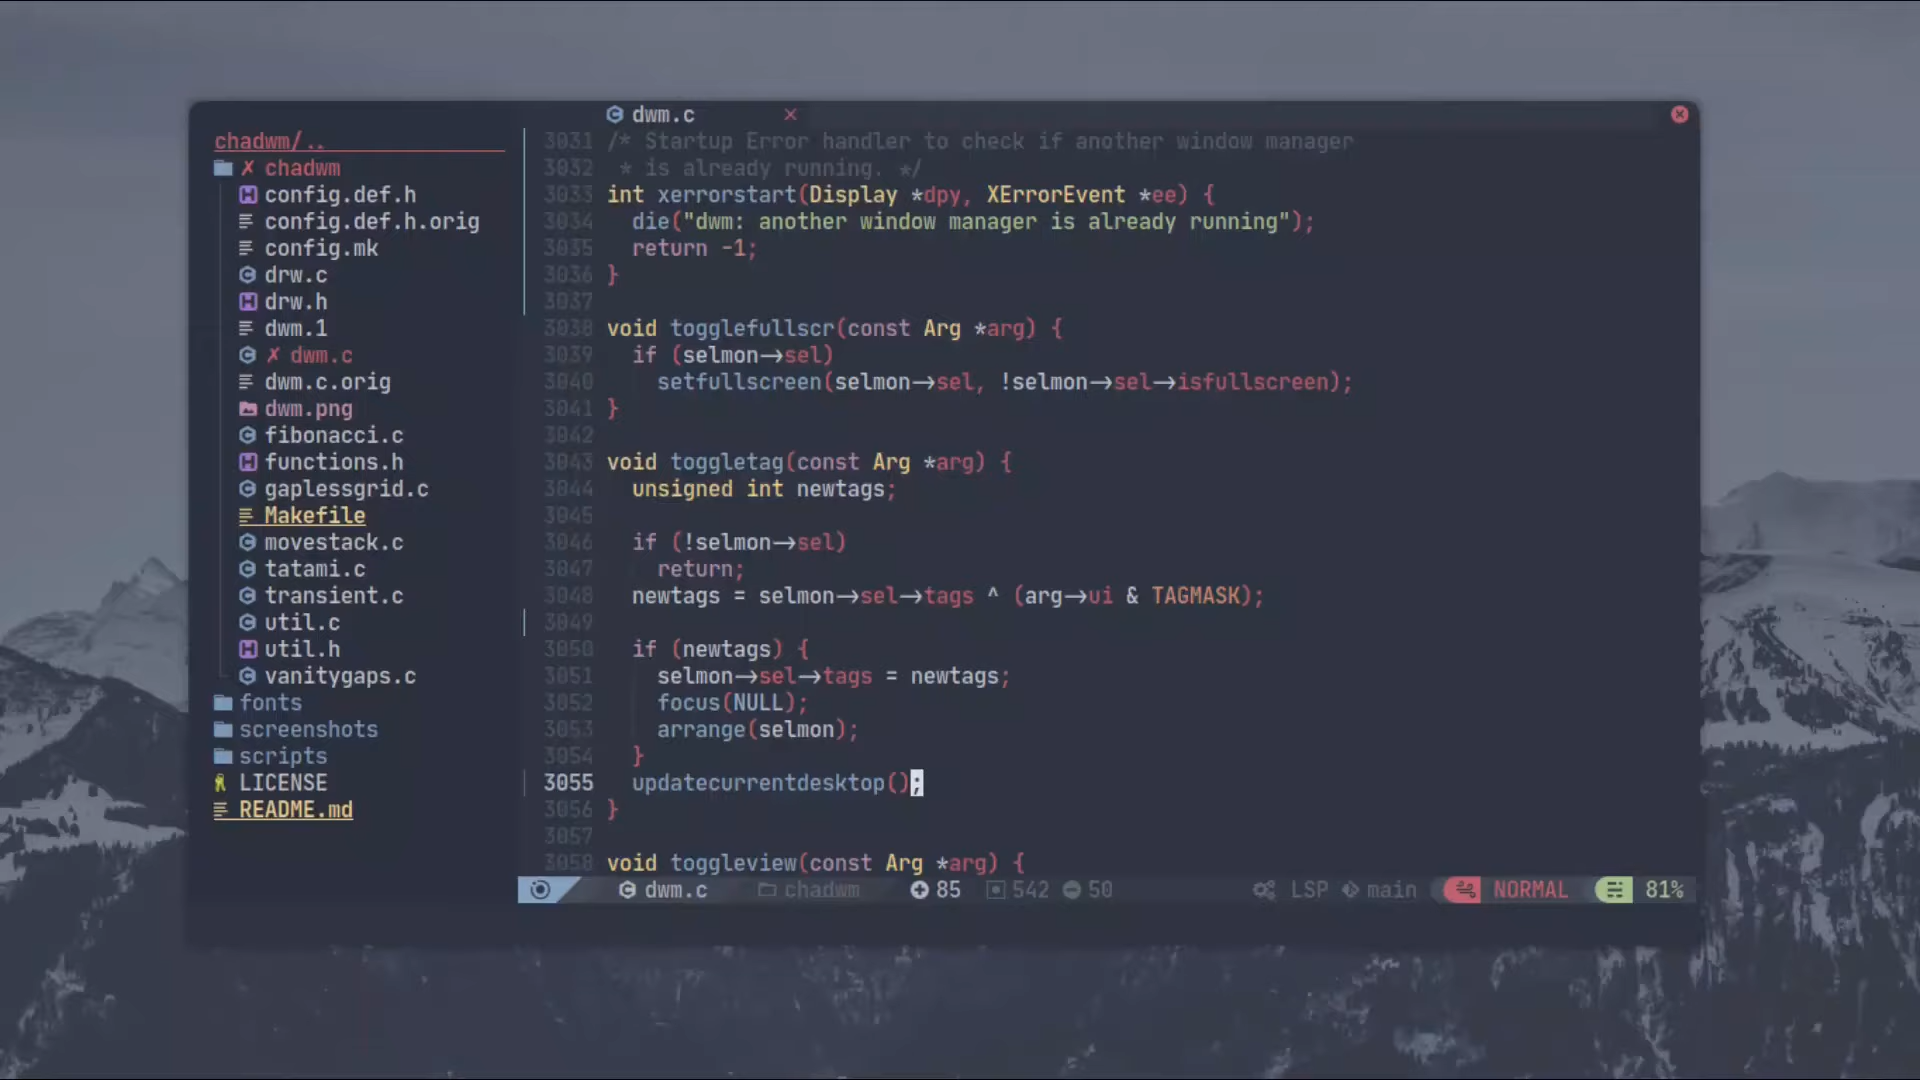 chadwm/..
✗ chadwm
config.def.h
config.def.h.orig
config.mk
drw.c
drw.h
dwm.1
✗ dwm.c
dwm.c.orig
dwm.png
fibonacci.c
functions.h
gaplessgrid.c
Makefile
movestack.c
tatami.c
transient.c
util.c
util.h
vanitygaps.c
fonts
screenshots
scripts
LICENSE
README.md
dwm.c ×
3031 /* Startup Error handler to check if another window manager
3032  * is already running. */
3033 int xerrorstart(Display *dpy, XErrorEvent *ee) {
3034   die("dwm: another window manager is already running");
3035   return -1;
3036 }
3037
3038 void togglefullscr(const Arg *arg) {
3039   if (selmon->sel)
3040     setfullscreen(selmon->sel, !selmon->sel->isfullscreen);
3041 }
3042
3043 void toggletag(const Arg *arg) {
3044   unsigned int newtags;
3045
3046   if (!selmon->sel)
3047     return;
3048   newtags = selmon->sel->tags ^ (arg->ui & TAGMASK);
3049
3050   if (newtags) {
3051     selmon->sel->tags = newtags;
3052     focus(NULL);
3053     arrange(selmon);
3054   }
3055   updatecurrentdesktop();
3056 }
3057
3058 void toggleview(const Arg *arg) {
dwm.c chadwm 85 542 50 LSP main NORMAL 81%